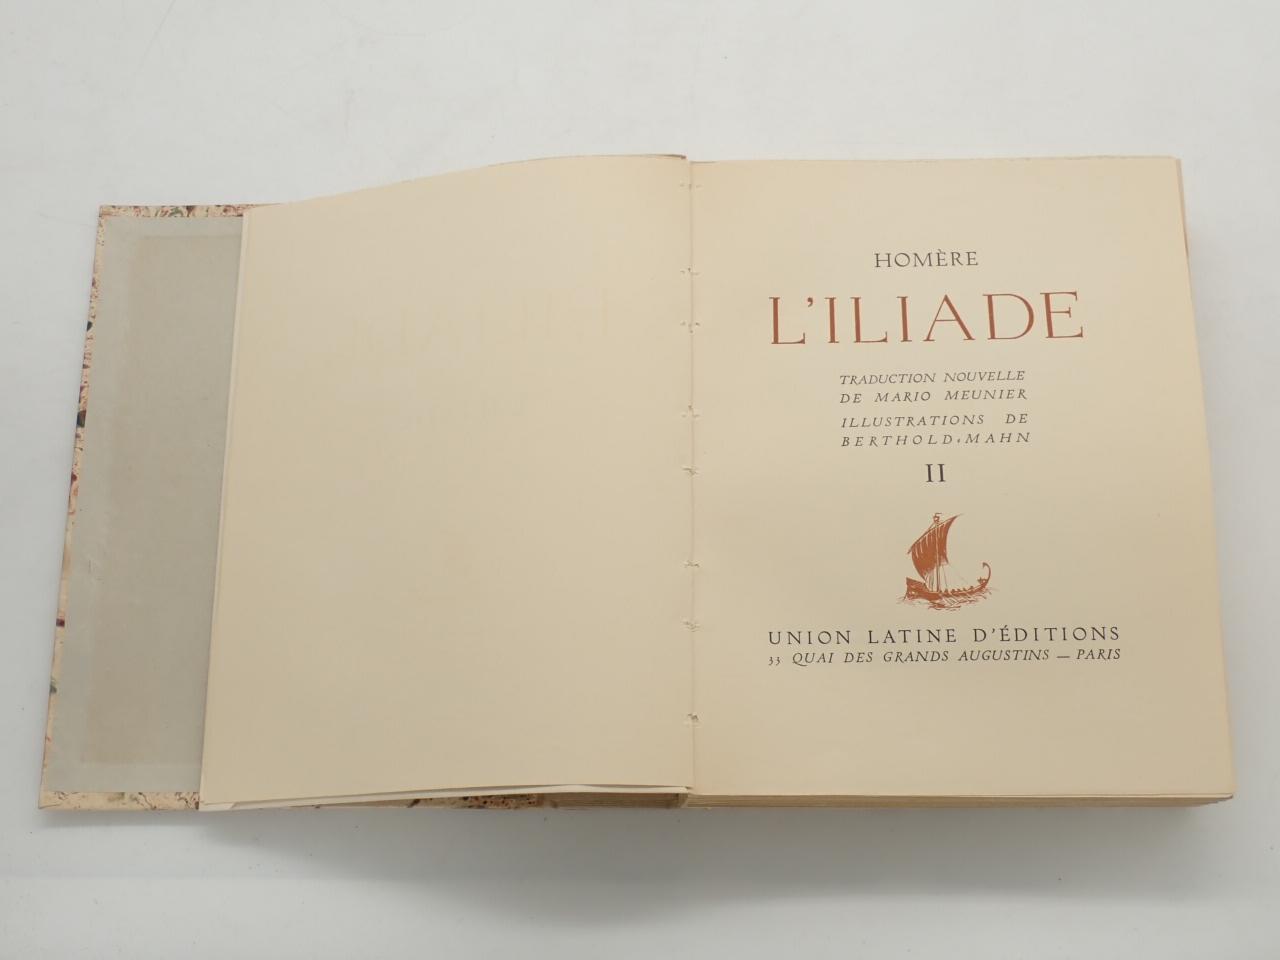 HOMÈRE
L'ILIADE
TRADUCTION NOUVELLE
DE MARIO MEUNIER
ILLUSTRATIONS DE
BERTHOLD-MAHN
II
UNION LATINE D'ÉDITIONS
33 QUAI DES GRANDS AUGUSTINS — PARIS